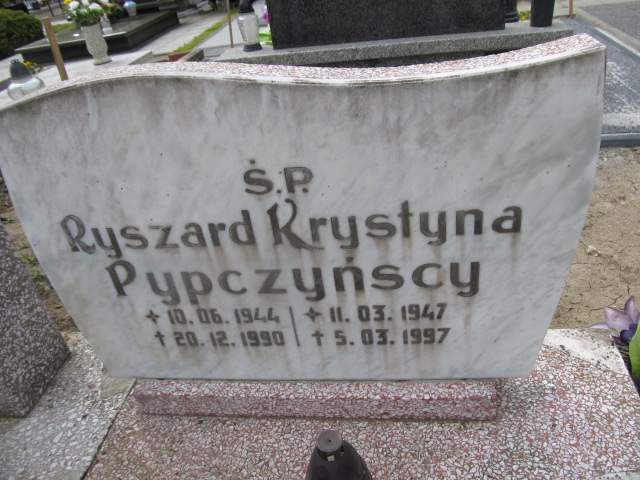 Ś.P.
Ryszard Krystyna
Pypczyńscy
* 10.06.1944 | * 11.03.1947
† 20.12.1990 | † 5.03.1997